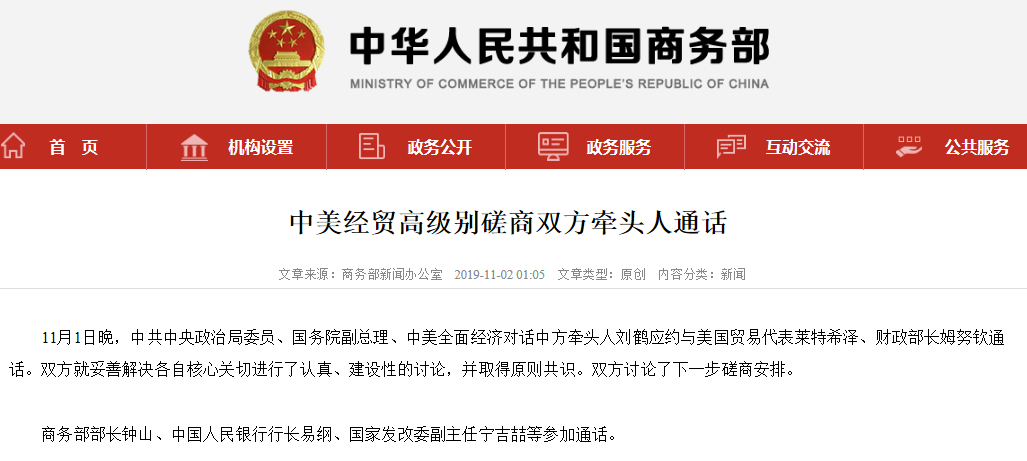 中华人民共和国商务部
MINISTRY OF COMMERCE OF THE PEOPLE'S REPUBLIC OF CHINA
首 页 机构设置 政务公开 政务服务 互动交流 公共服务
中美经贸高级别磋商双方牵头人通话
文章来源：商务部新闻办公室 2019-11-02 01:05 文章类型：原创 内容分类：新闻
11月1日晚，中共中央政治局委员、国务院副总理、中美全面经济对话中方牵头人刘鹤应约与美国贸易代表莱特希泽、财政部长姆努钦通
话。双方就妥善解决各自核心关切进行了认真、建设性的讨论，并取得原则共识。双方讨论了下一步磋商安排。
商务部部长钟山、中国人民银行行长易纲、国家发改委副主任宁吉喆等参加通话。